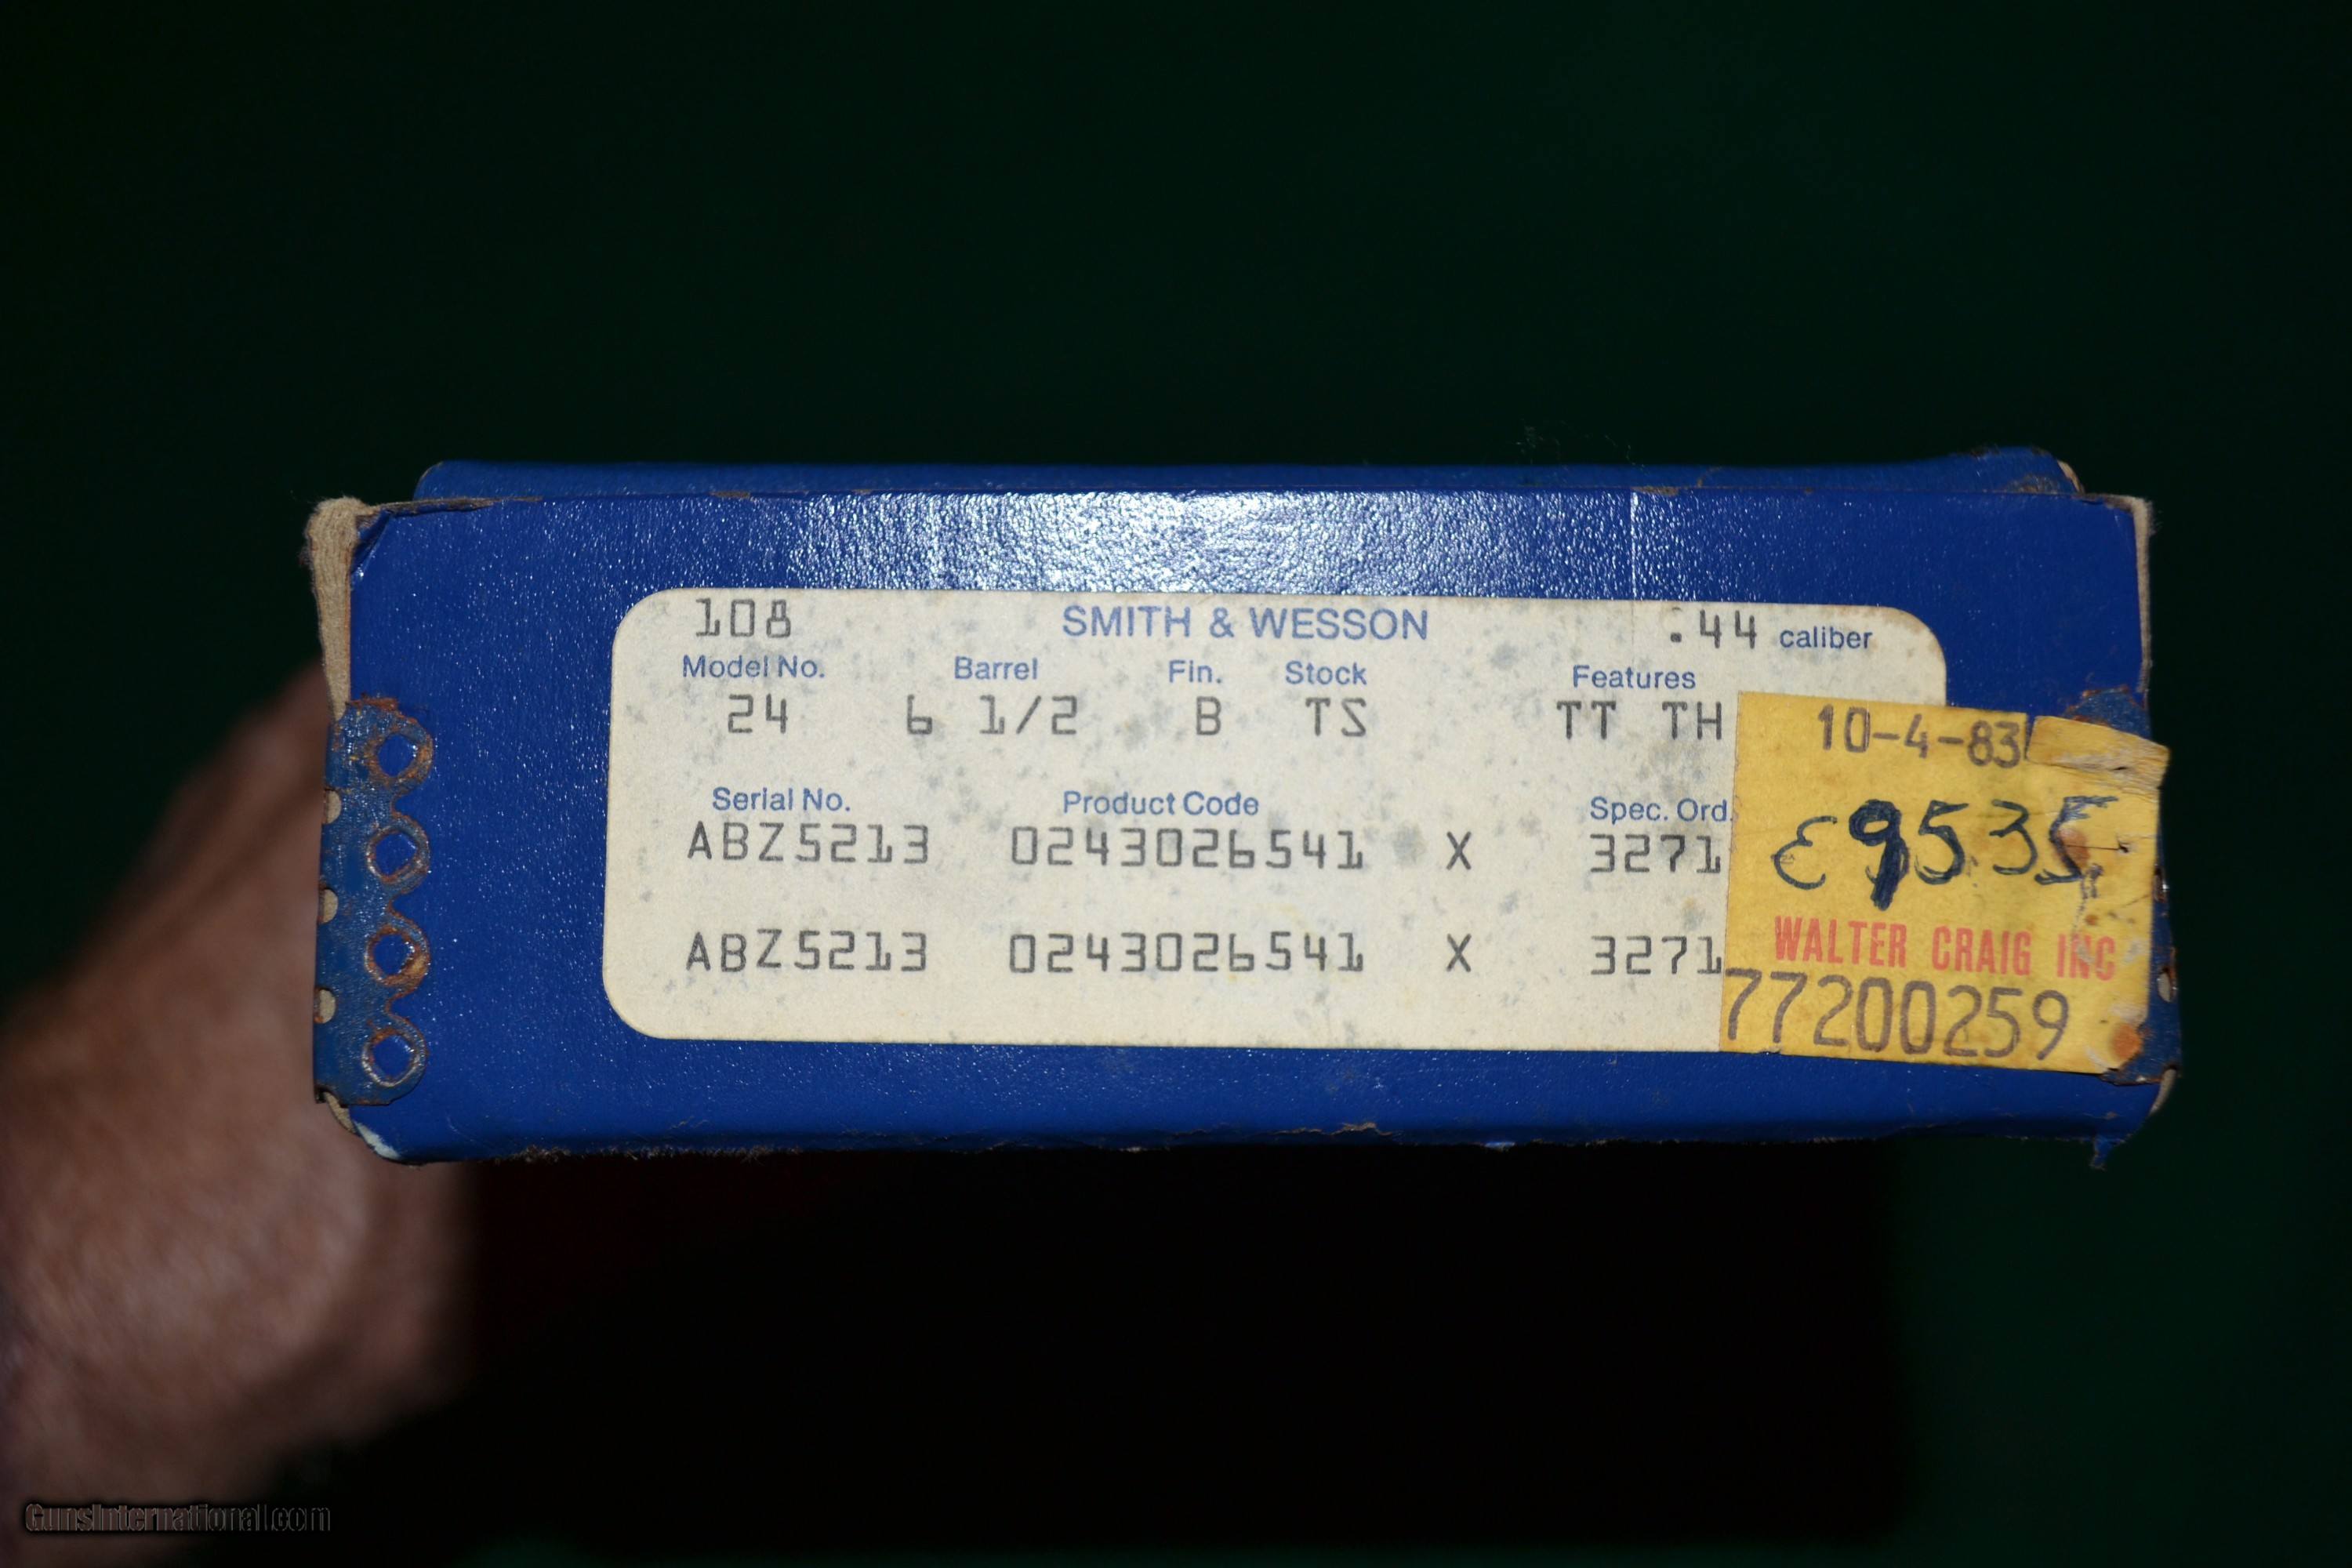 108 SMITH & WESSON .44 caliber
Model No. Barrel Fin. Stock Features
24 6 1/2 B TS TT TH
Serial No. Product Code Spec. Ord.
ABZ5213 0243026541 X 3271
ABZ5213 0243026541 X 3271
10-4-83
E9535
WALTER CRAIG INC
77200259
GunsInternational.com